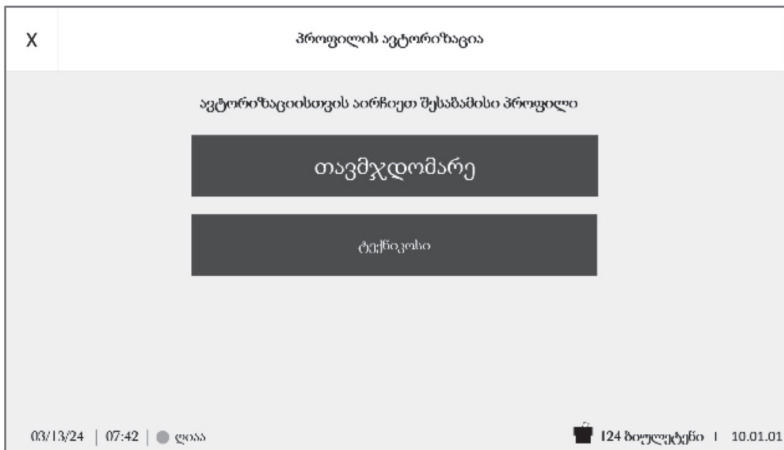 X პროფილის ავტორიზაცია
ავტორიზაციისთვის აირჩიეთ შესაბამისი პროფილი
თავმჯდომარე
ტექნიკოსი
03/13/24 | 07:42 | ღიაა 124 ბიულეტენი | 10.01.01